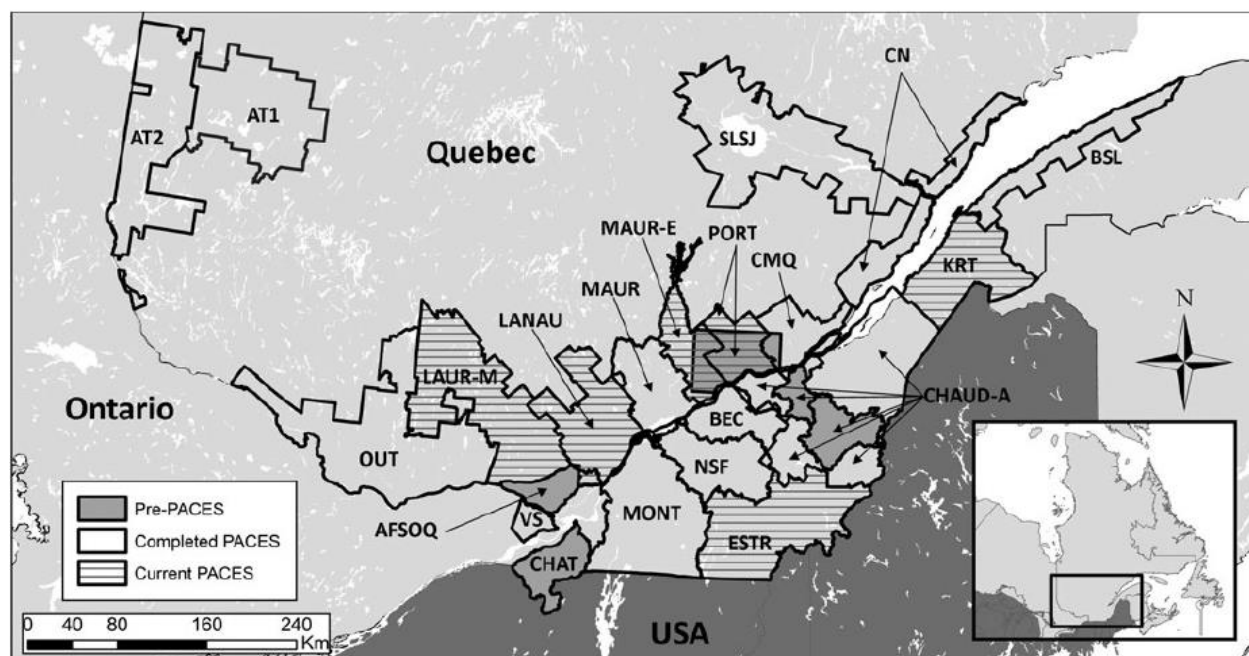 CN
AT1
AT2
SLSJ
BSL
Quebec
MAUR-E
PORT
KRT
CMQ
MAUR
N
LANAU
LAUR-M
Ontario
CHAUD-A
BEC
OUT
NSF
Pre-PACES
Completed PACES
Current PACES
AFSOQ
VS
MONT
ESTR
CHAT
0 40 80 160 240
Km
USA